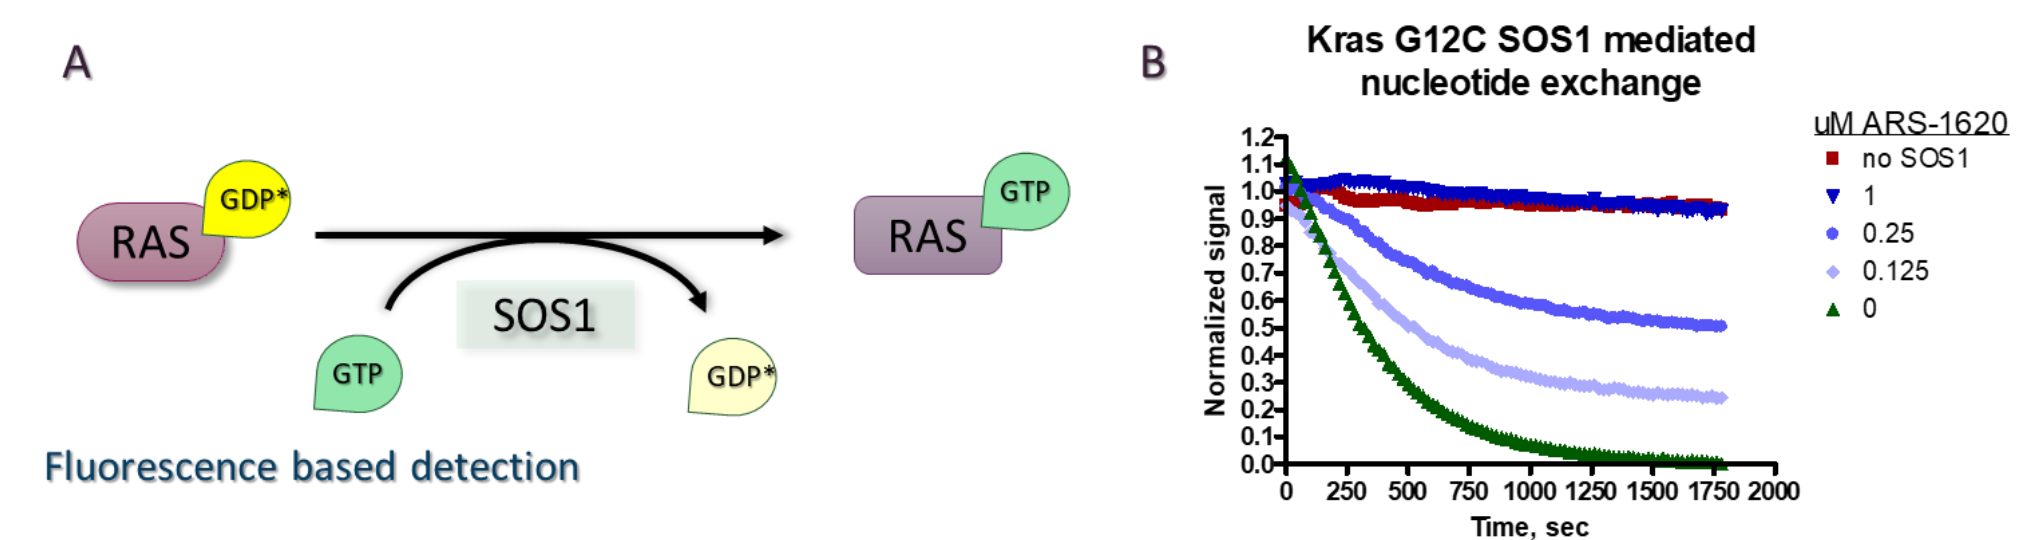 A
RAS
GDP*
GTP
SOS1
GDP*
RAS
GTP
Fluorescence based detection
B
Kras G12C SOS1 mediated
nucleotide exchange
Normalized signal
1.2
1.1
1.0
0.9
0.8
0.7
0.6
0.5
0.4
0.3
0.2
0.1
0.0
0 250 500 750 1000 1250 1500 1750 2000
Time, sec
uM ARS-1620
no SOS1
1
0.25
0.125
0